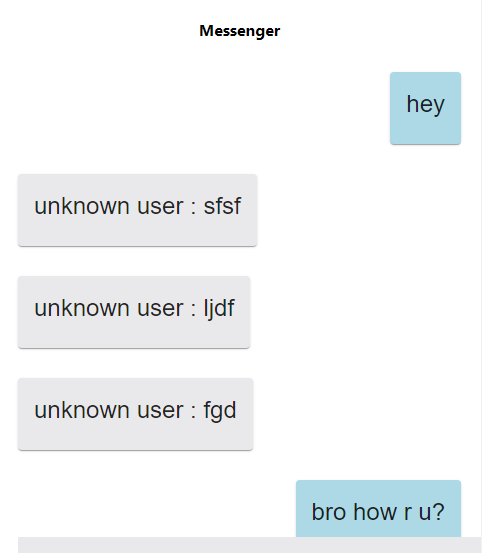 Messenger
hey
unknown user : sfsf
unknown user : ljdf
unknown user : fgd
bro how r u?